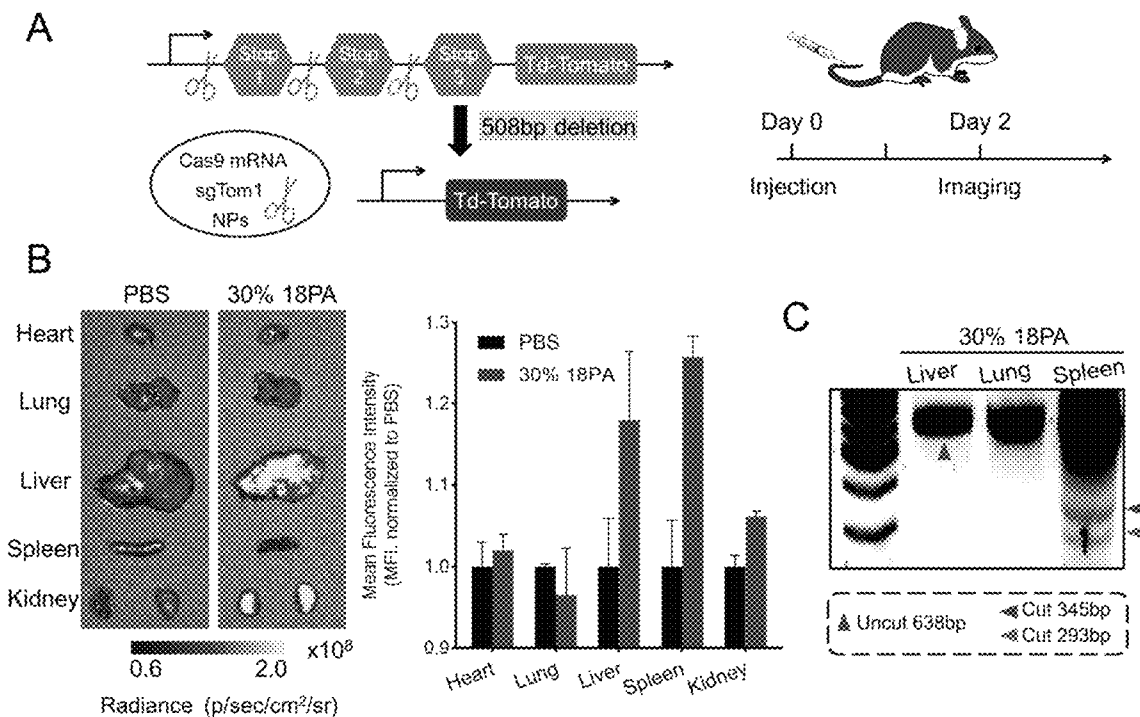 A
Stop 1
Stop 2
Stop
Td-Tomato
508bp deletion
Cas9 mRNA
sgTom1
NPs
Td-Tomato
Day 0
Day 2
Injection
Imaging
B
PBS
30% 18PA
Heart
Lung
Liver
Spleen
Kidney
0.6
2.0
x10⁸
Radiance (p/sec/cm²/sr)
Mean Fluorescence Intensity
(MFI. normalized to PBS)
1.3
1.2
1.1
1.0
0.9
PBS
30% 18PA
Heart
Lung
Liver
Spleen
Kidney
C
30% 18PA
Liver
Lung
Spleen
Uncut 638bp
Cut 345bp
Cut 293bp